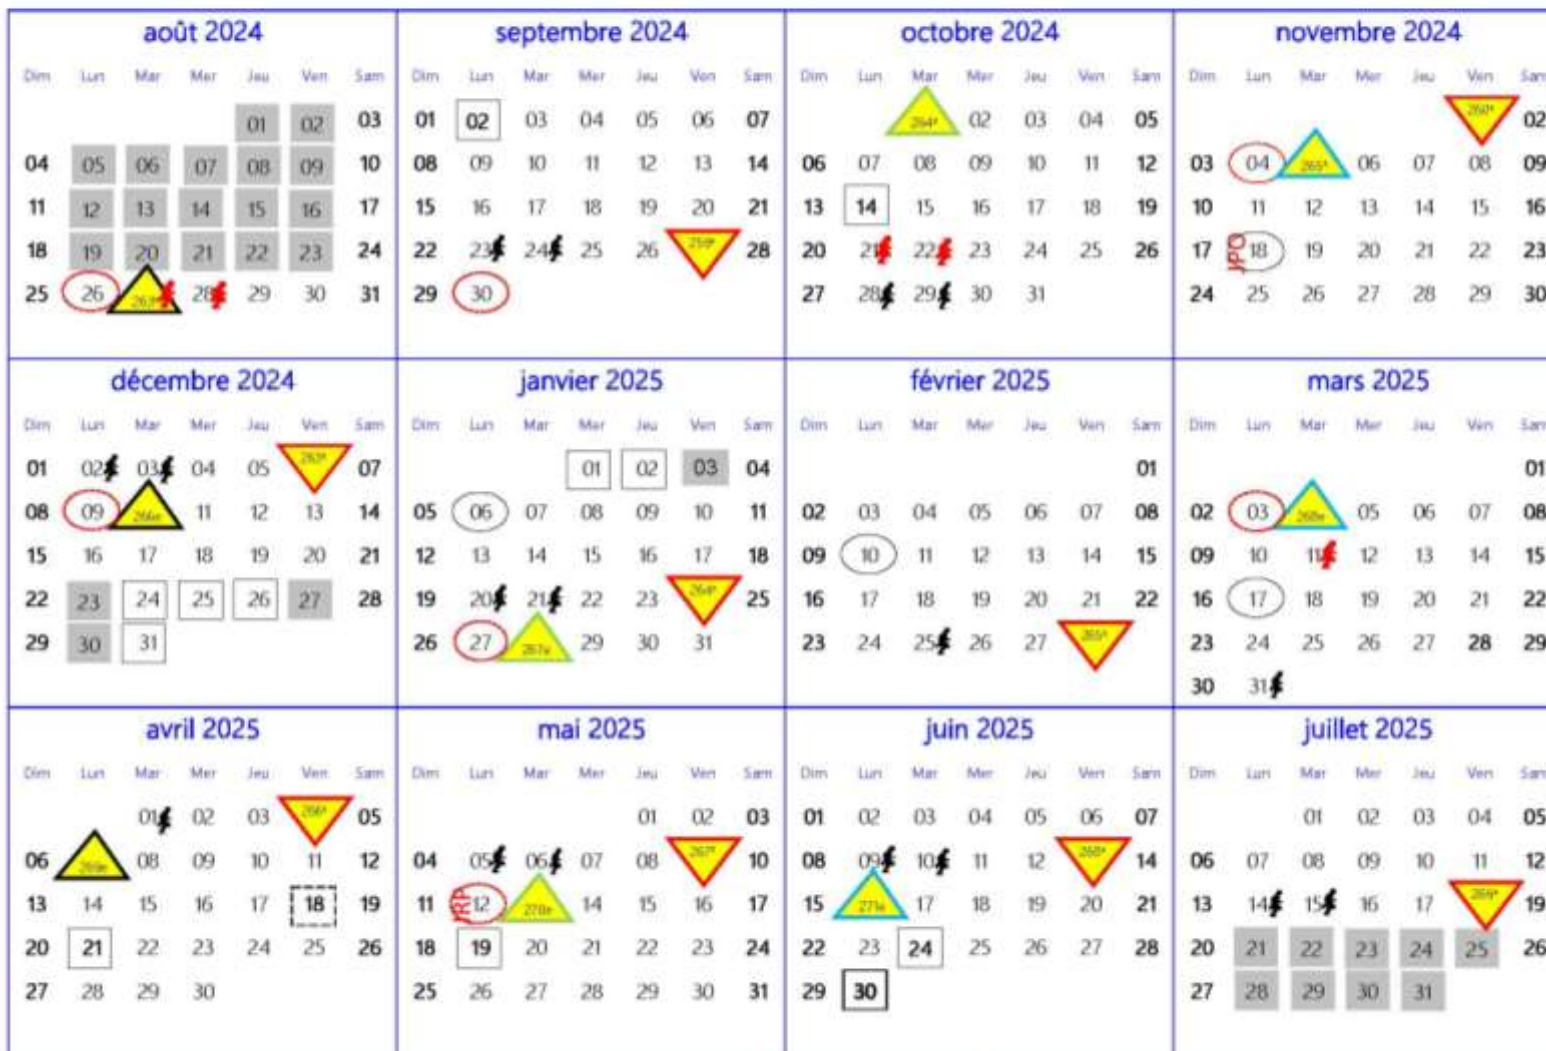 août 2024
Dim Lun Mar Mer Jeu Ven Sam
01 02 03
04 05 06 07 08 09 10
11 12 13 14 15 16 17
18 19 20 21 22 23 24
25 26 263e 28 29 30 31
septembre 2024
Dim Lun Mar Mer Jeu Ven Sam
01 02 03 04 05 06 07
08 09 10 11 12 13 14
15 16 17 18 19 20 21
22 23 24 25 26 28
29 30
octobre 2024
Dim Lun Mar Mer Jeu Ven Sam
264e 02 03 04 05
06 07 08 09 10 11 12
13 14 15 16 17 18 19
20 21 22 23 24 25 26
27 28 29 30 31
novembre 2024
Dim Lun Mar Mer Jeu Ven Sam
260e 02
03 04 265e 06 07 08 09
10 11 12 13 14 15 16
17 JPO 18 19 20 21 22 23
24 25 26 27 28 29 30
décembre 2024
Dim Lun Mar Mer Jeu Ven Sam
01 02 03 04 05 263e 07
08 09 266e 11 12 13 14
15 16 17 18 19 20 21
22 23 24 25 26 27 28
29 30 31
janvier 2025
Dim Lun Mar Mer Jeu Ven Sam
01 02 03 04
05 06 07 08 09 10 11
12 13 14 15 16 17 18
19 20 21 22 23 264e 25
26 27 267e 29 30 31
février 2025
Dim Lun Mar Mer Jeu Ven Sam
01
02 03 04 05 06 07 08
09 10 11 12 13 14 15
16 17 18 19 20 21 22
23 24 25 26 27 265e
mars 2025
Dim Lun Mar Mer Jeu Ven Sam
01
02 03 268e 05 06 07 08
09 10 11 12 13 14 15
16 17 18 19 20 21 22
23 24 25 26 27 28 29
30 31
avril 2025
Dim Lun Mar Mer Jeu Ven Sam
01 02 03 266e 05
06 269e 08 09 10 11 12
13 14 15 16 17 18 19
20 21 22 23 24 25 26
27 28 29 30
mai 2025
Dim Lun Mar Mer Jeu Ven Sam
01 02 03
04 05 06 07 08 267e 10
11 JRP 12 270e 14 15 16 17
18 19 20 21 22 23 24
25 26 27 28 29 30 31
juin 2025
Dim Lun Mar Mer Jeu Ven Sam
01 02 03 04 05 06 07
08 09 10 11 12 268e 14
15 271e 17 18 19 20 21
22 23 24 25 26 27 28
29 30
juillet 2025
Dim Lun Mar Mer Jeu Ven Sam
01 02 03 04 05
06 07 08 09 10 11 12
13 14 15 16 17 269e 19
20 21 22 23 24 25 26
27 28 29 30 31